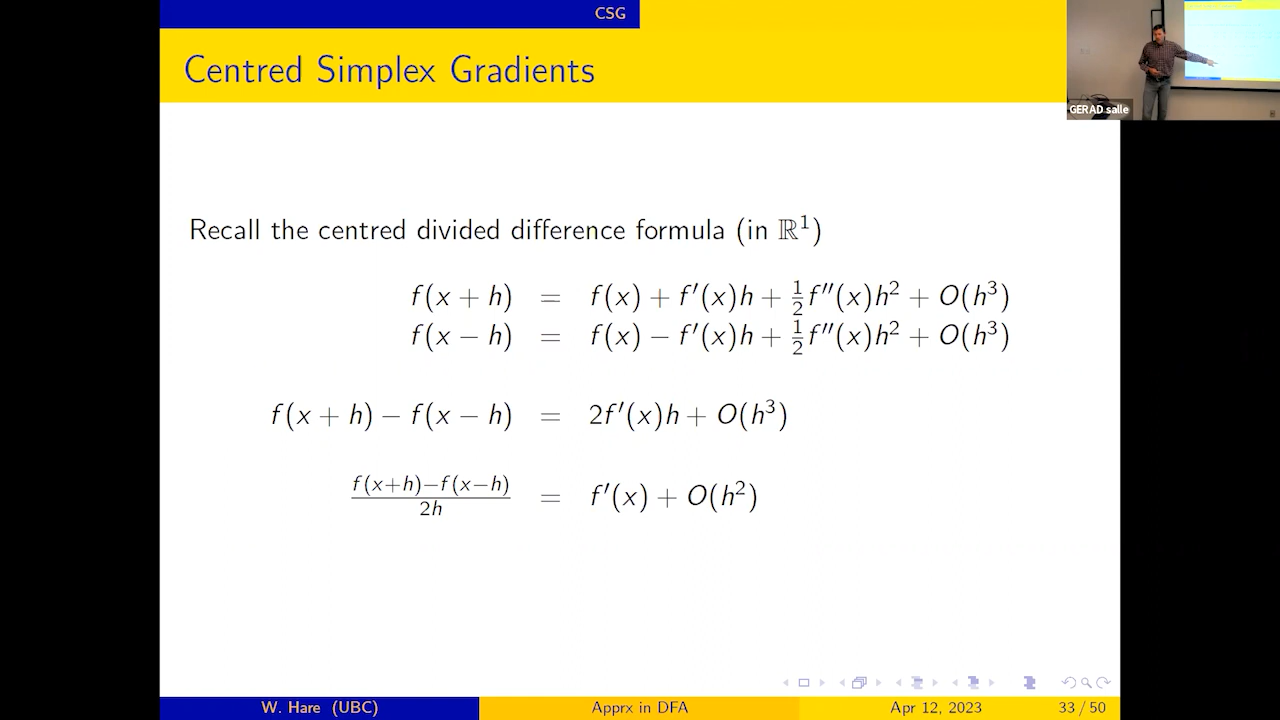 CSG
Centred Simplex Gradients
GERAD salle
Recall the centred divided difference formula (in ℝ¹)
f(x + h) = f(x) + f′(x)h + ½f″(x)h² + O(h³)
f(x − h) = f(x) − f′(x)h + ½f″(x)h² + O(h³)
f(x + h) − f(x − h) = 2f′(x)h + O(h³)
f(x+h)−f(x−h)
2h
= f′(x) + O(h²)
W. Hare (UBC) Apprx in DFA Apr 12, 2023 33 / 50